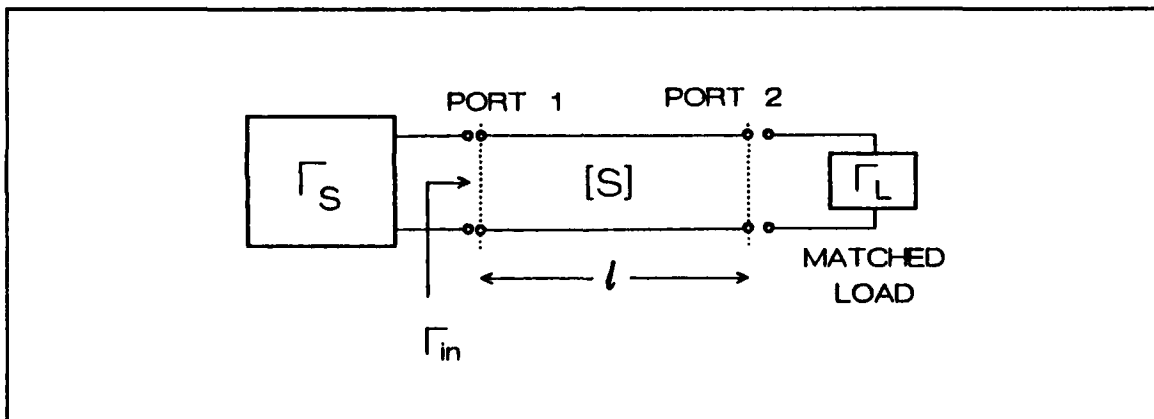 PORT 1
PORT 2
Γ_S
[S]
Γ_L
MATCHED
LOAD
l
Γ_in